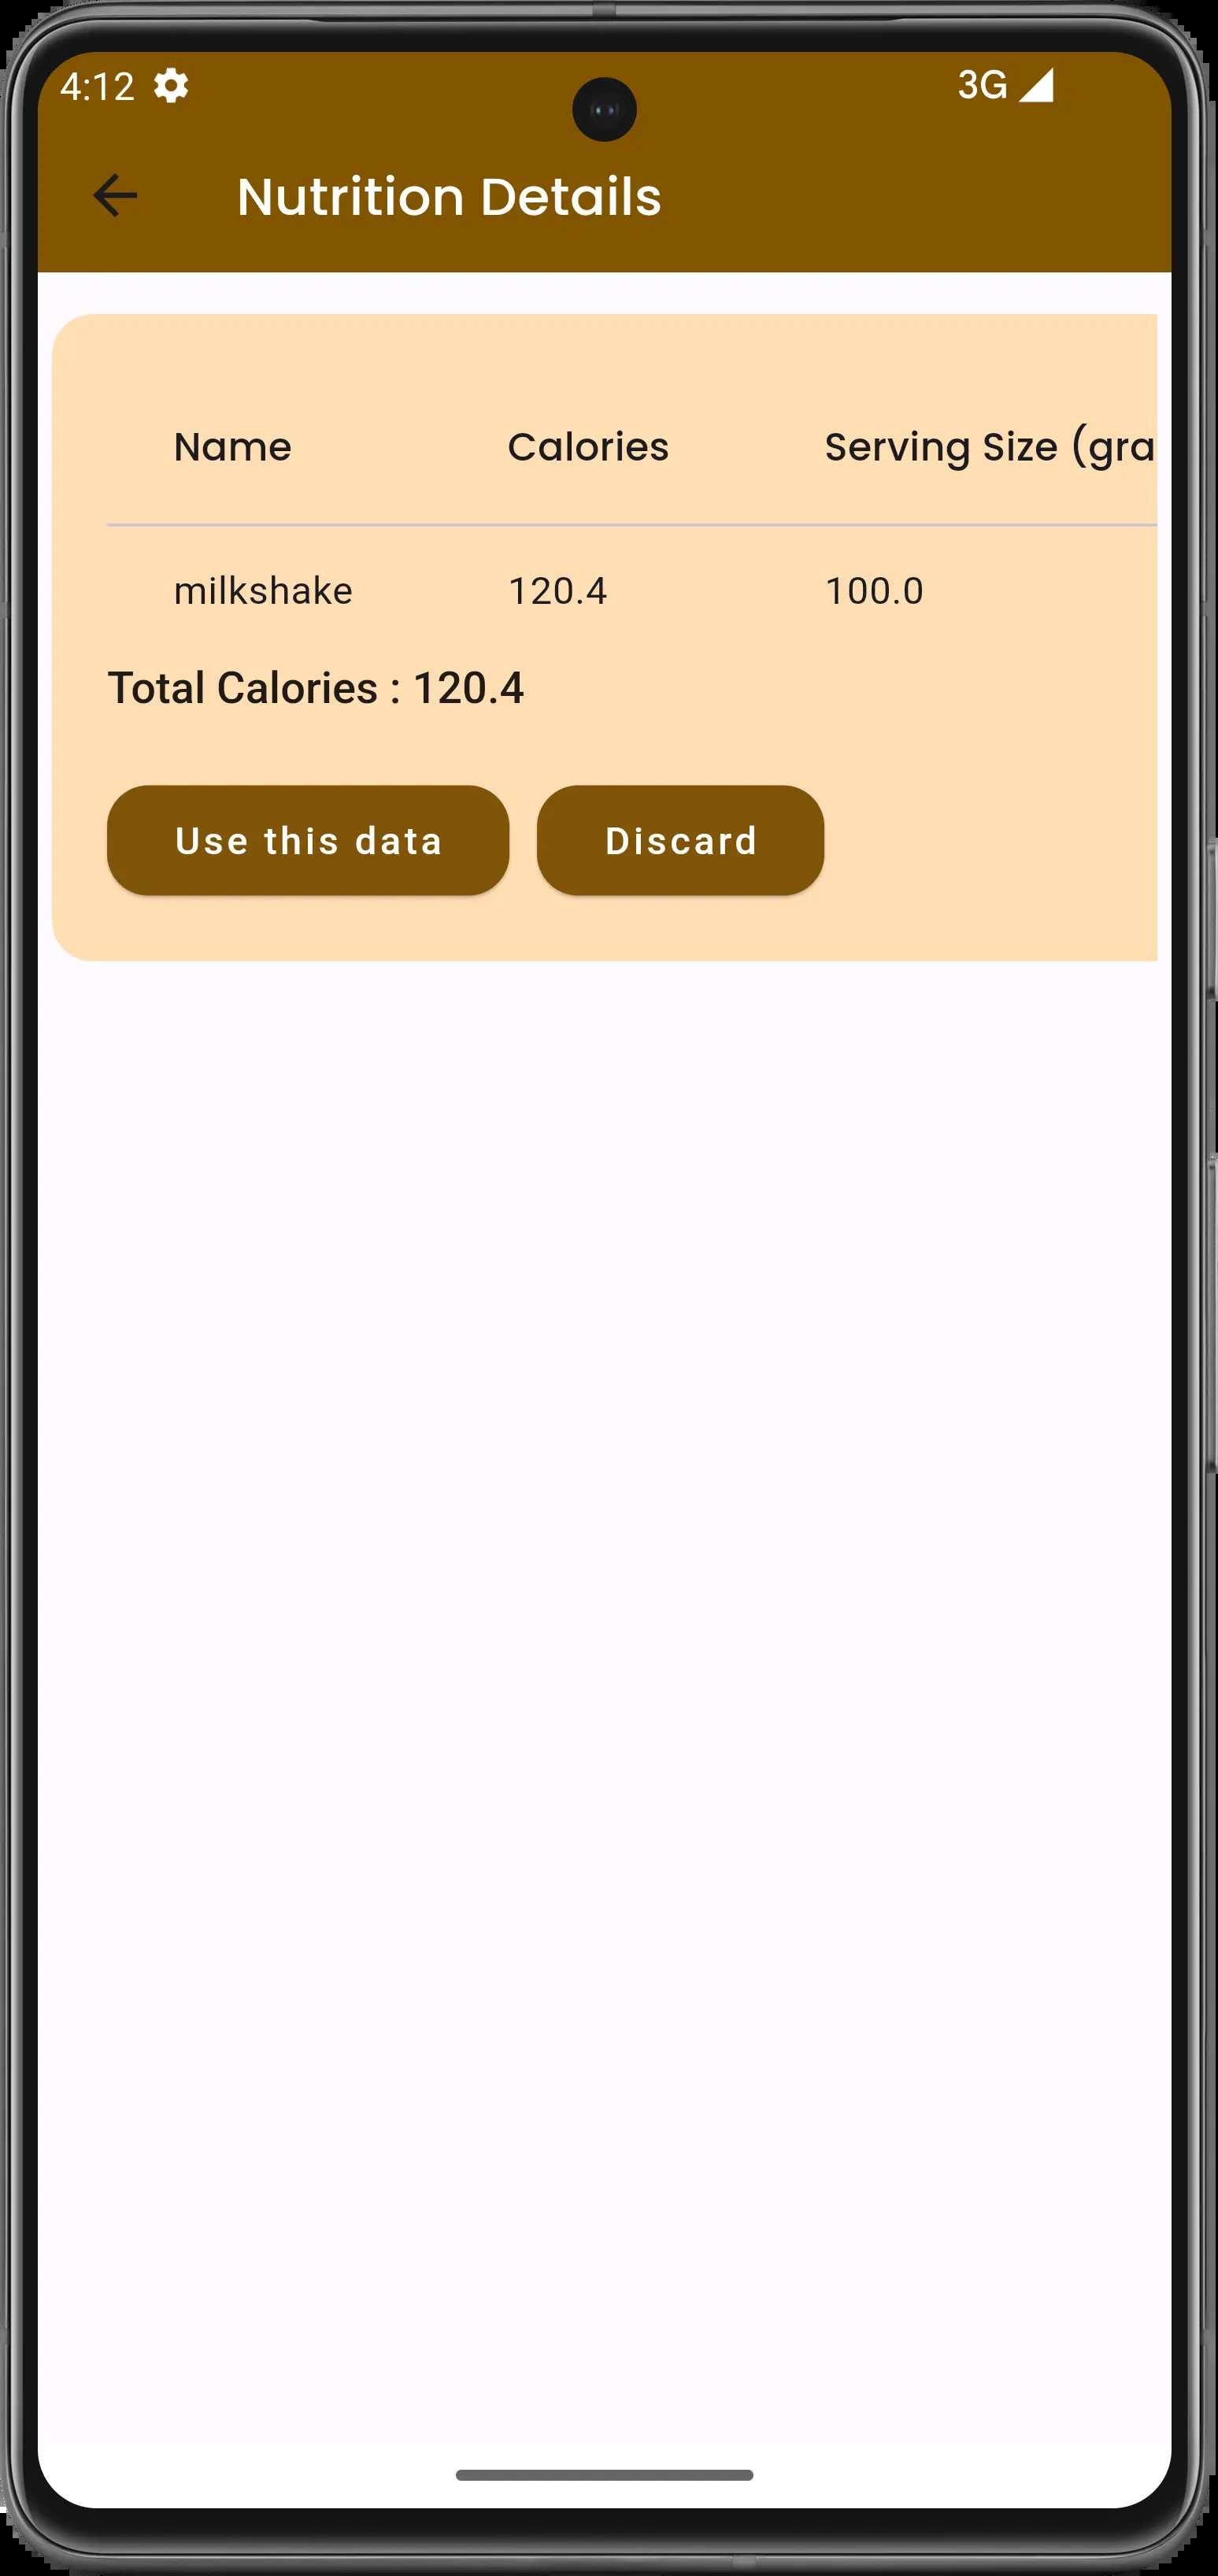 4:12 3G
Nutrition Details
Name Calories Serving Size (gra
milkshake 120.4 100.0
Total Calories : 120.4
Use this data Discard